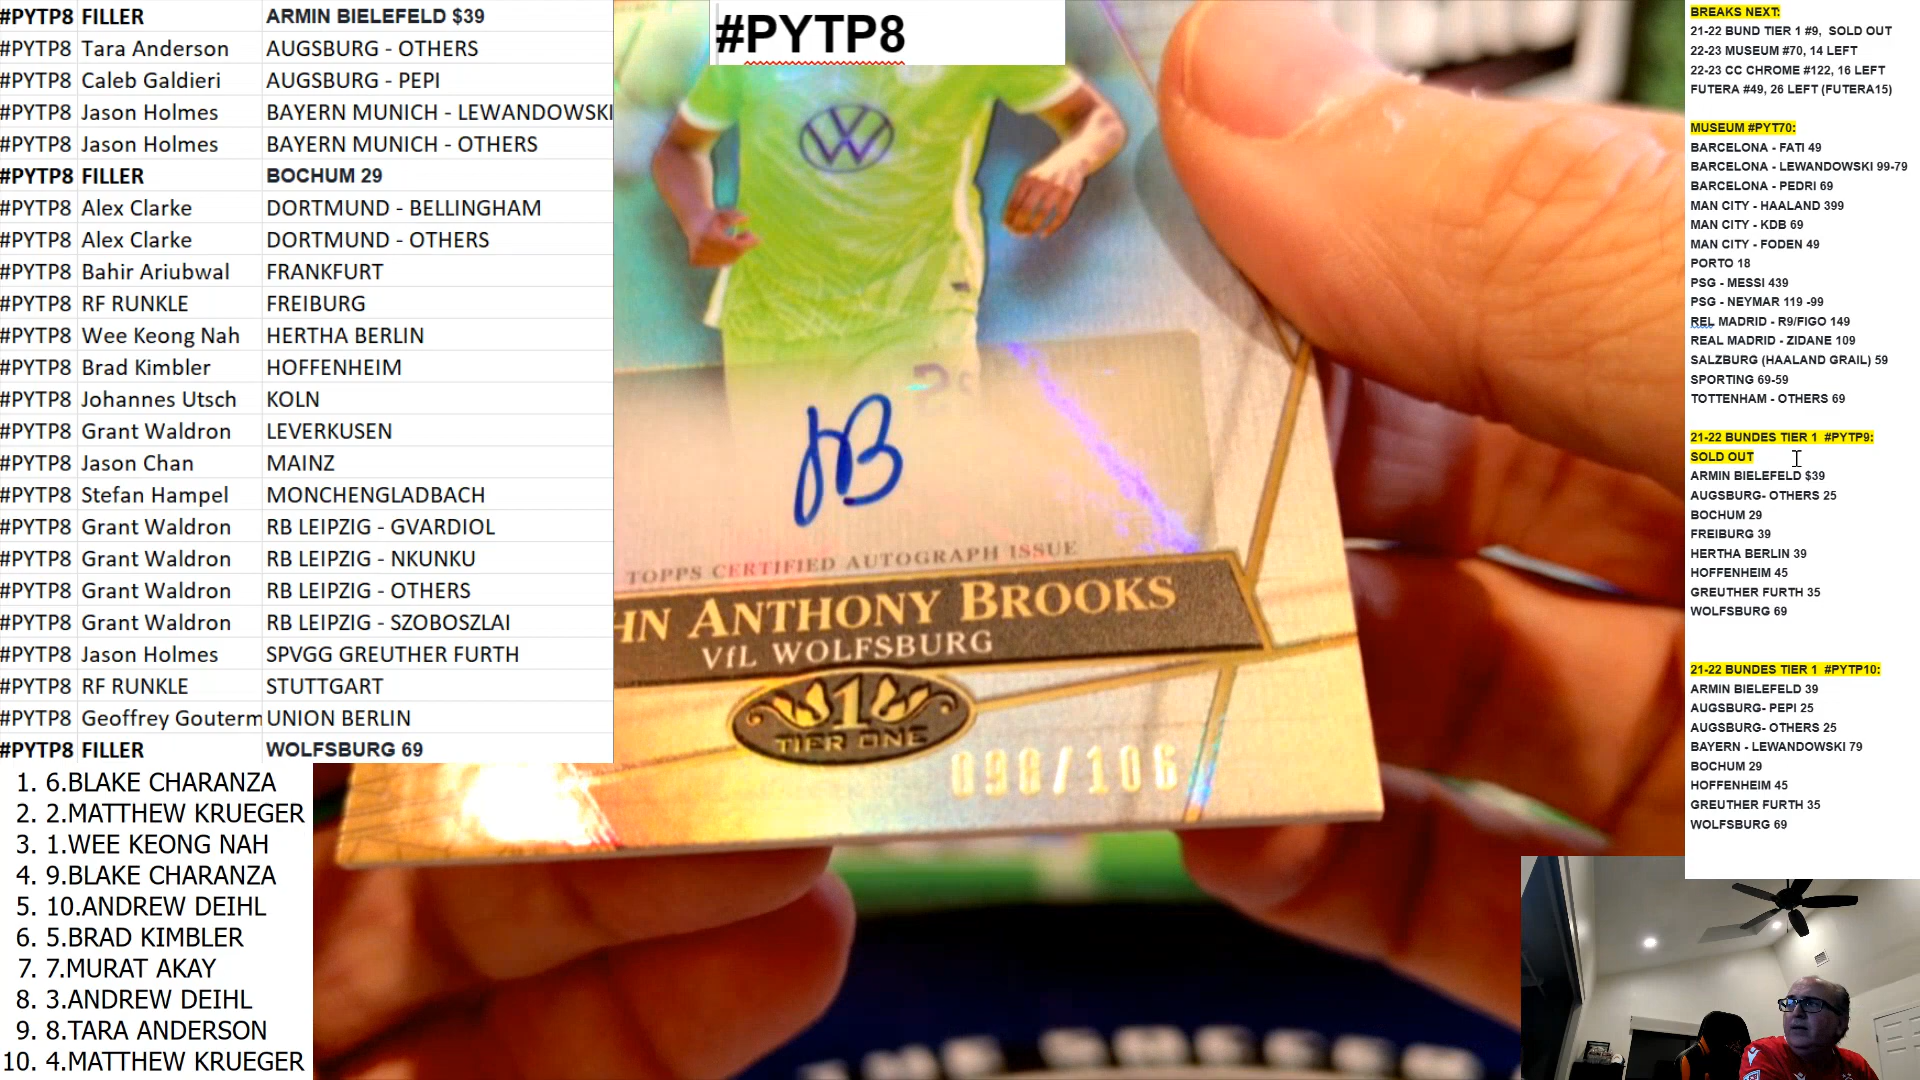 #PYTP8 FILLER ARMIN BIELEFELD $39
#PYTP8 Tara Anderson AUGSBURG - OTHERS
#PYTP8 Caleb Galdieri AUGSBURG - PEPI
#PYTP8 Jason Holmes BAYERN MUNICH - LEWANDOWSKI
#PYTP8 Jason Holmes BAYERN MUNICH - OTHERS
#PYTP8 FILLER BOCHUM 29
#PYTP8 Alex Clarke DORTMUND - BELLINGHAM
#PYTP8 Alex Clarke DORTMUND - OTHERS
#PYTP8 Bahir Ariubwal FRANKFURT
#PYTP8 RF RUNKLE FREIBURG
#PYTP8 Wee Keong Nah HERTHA BERLIN
#PYTP8 Brad Kimbler HOFFENHEIM
#PYTP8 Johannes Utsch KOLN
#PYTP8 Grant Waldron LEVERKUSEN
#PYTP8 Jason Chan MAINZ
#PYTP8 Stefan Hampel MONCHENGLADBACH
#PYTP8 Grant Waldron RB LEIPZIG - GVARDIOL
#PYTP8 Grant Waldron RB LEIPZIG - NKUNKU
#PYTP8 Grant Waldron RB LEIPZIG - OTHERS
#PYTP8 Grant Waldron RB LEIPZIG - SZOBOSZLAI
#PYTP8 Jason Holmes SPVGG GREUTHER FURTH
#PYTP8 RF RUNKLE STUTTGART
#PYTP8 Geoffrey Gouterm UNION BERLIN
#PYTP8 FILLER WOLFSBURG 69
1. 6.BLAKE CHARANZA
2. 2.MATTHEW KRUEGER
3. 1.WEE KEONG NAH
4. 9.BLAKE CHARANZA
5. 10.ANDREW DEIHL
6. 5.BRAD KIMBLER
7. 7.MURAT AKAY
8. 3.ANDREW DEIHL
9. 8.TARA ANDERSON
10. 4.MATTHEW KRUEGER
#PYTP8
VW
JB
TOPPS CERTIFIED AUTOGRAPH ISSUE
HN ANTHONY BROOKS
VfL WOLFSBURG
1
TIER ONE
098/106
BREAKS NEXT:
21-22 BUND TIER 1 #9, SOLD OUT
22-23 MUSEUM #70, 14 LEFT
22-23 CC CHROME #122, 16 LEFT
FUTERA #49, 26 LEFT (FUTERA15)
MUSEUM #PYT70:
BARCELONA - FATI 49
BARCELONA - LEWANDOWSKI 99-79
BARCELONA - PEDRI 69
MAN CITY - HAALAND 399
MAN CITY - KDB 69
MAN CITY - FODEN 49
PORTO 18
PSG - MESSI 439
PSG - NEYMAR 119 -99
REL MADRID - R9/FIGO 149
REAL MADRID - ZIDANE 109
SALZBURG (HAALAND GRAIL) 59
SPORTING 69-59
TOTTENHAM - OTHERS 69
21-22 BUNDES TIER 1 #PYTP9:
SOLD OUT
ARMIN BIELEFELD $39
AUGSBURG- OTHERS 25
BOCHUM 29
FREIBURG 39
HERTHA BERLIN 39
HOFFENHEIM 45
GREUTHER FURTH 35
WOLFSBURG 69
21-22 BUNDES TIER 1 #PYTP10:
ARMIN BIELEFELD 39
AUGSBURG- PEPI 25
AUGSBURG- OTHERS 25
BAYERN - LEWANDOWSKI 79
BOCHUM 29
HOFFENHEIM 45
GREUTHER FURTH 35
WOLFSBURG 69